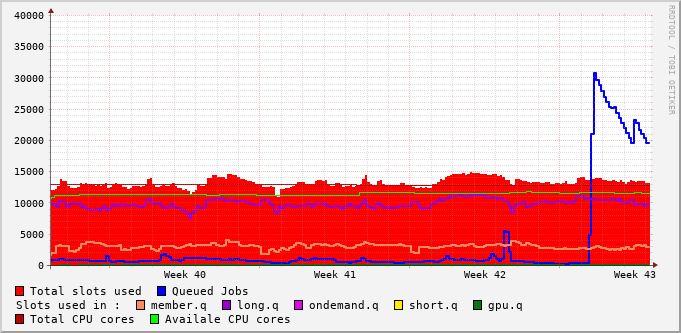 40000
35000
30000
25000
20000
15000
10000
5000
0
Week 40 Week 41 Week 42 Week 43
Total slots used Queued Jobs
Slots used in : member.q long.q ondemand.q short.q gpu.q
Total CPU cores Availale CPU cores
RRDTOOL / TOBI OETIKER